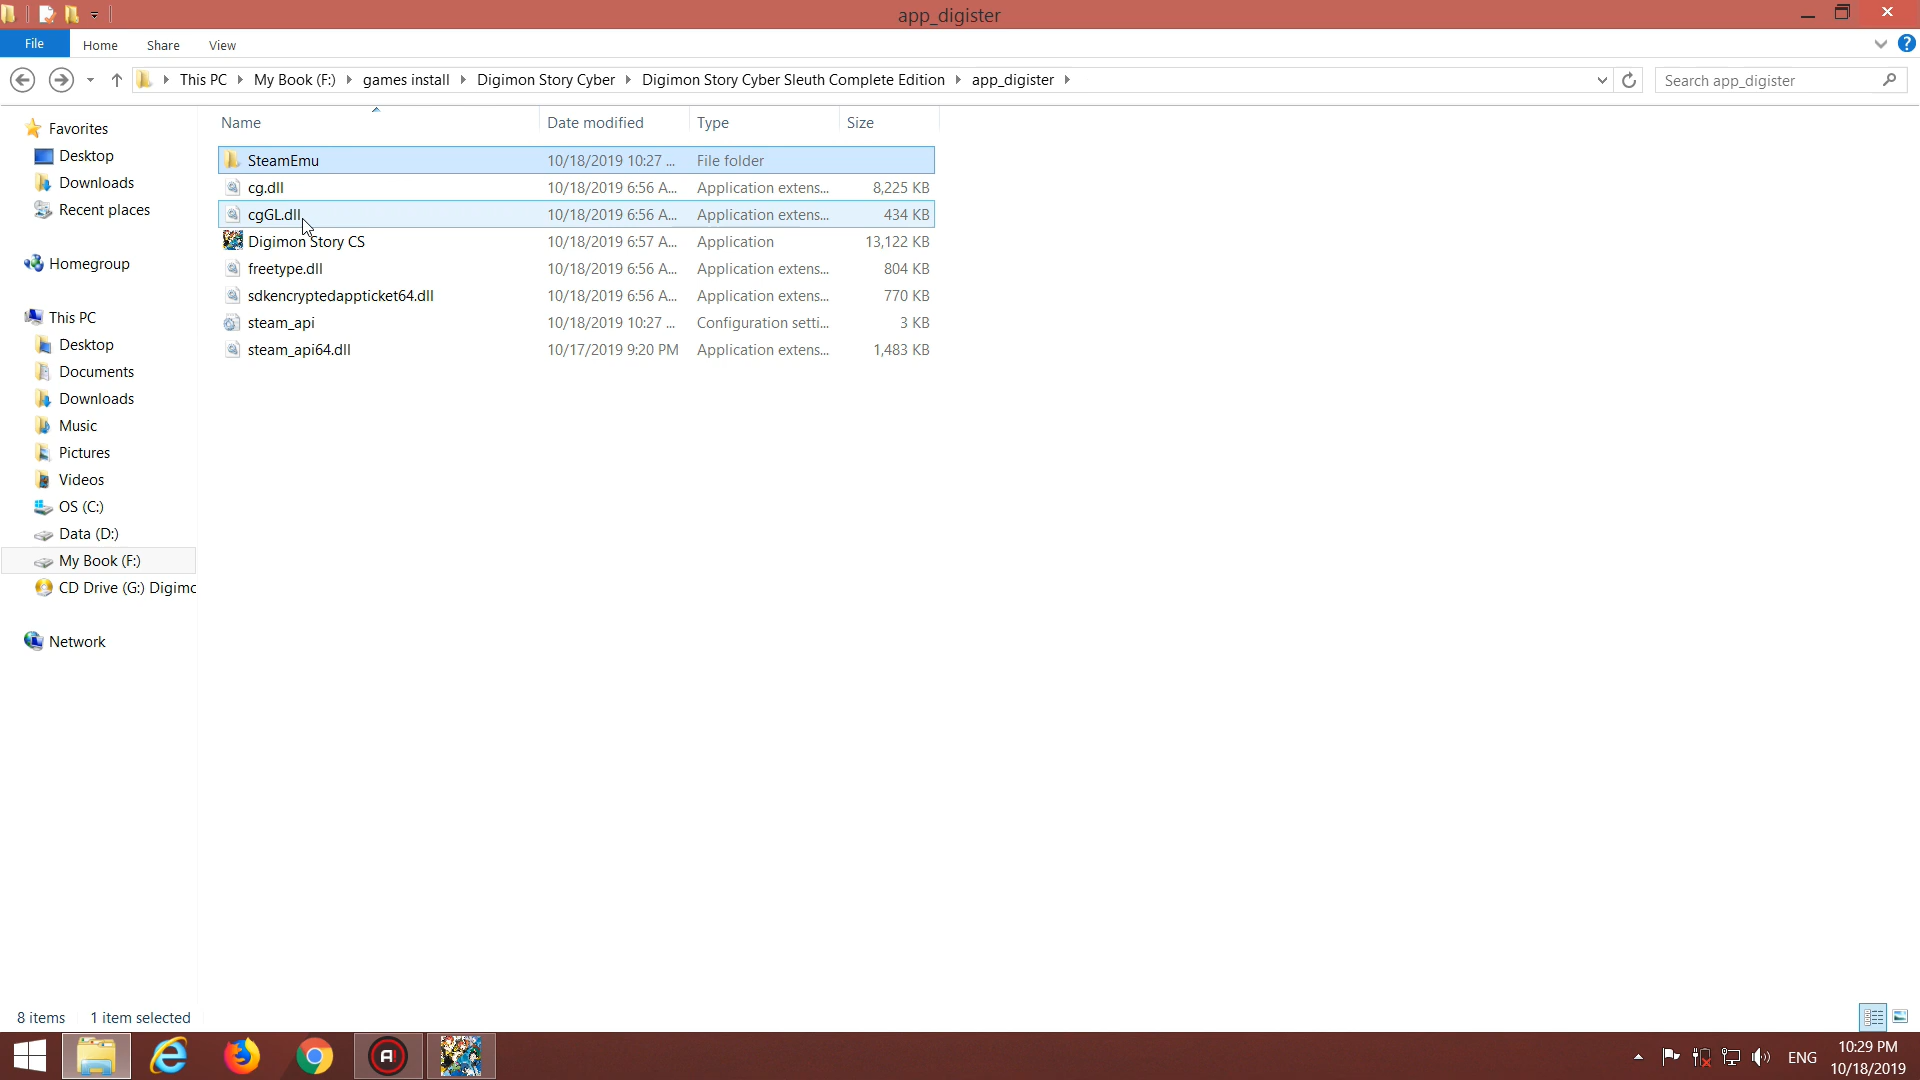 app_digister
File Home Share View
This PC My Book (F:) games install Digimon Story Cyber Digimon Story Cyber Sleuth Complete Edition app_digister Search app_digister
Name Date modified Type Size
Favorites
Desktop
Downloads
Recent places
Homegroup
This PC
Desktop
Documents
Downloads
Music
Pictures
Videos
OS (C:)
Data (D:)
My Book (F:)
CD Drive (G:) Digimo
Network
SteamEmu 10/18/2019 10:27 ... File folder
cg.dll 10/18/2019 6:56 A... Application extens... 8,225 KB
cgGL.dll 10/18/2019 6:56 A... Application extens... 434 KB
Digimon Story CS 10/18/2019 6:57 A... Application 13,122 KB
freetype.dll 10/18/2019 6:56 A... Application extens... 804 KB
sdkencryptedappticket64.dll 10/18/2019 6:56 A... Application extens... 770 KB
steam_api 10/18/2019 10:27 ... Configuration setti... 3 KB
steam_api64.dll 10/17/2019 9:20 PM Application extens... 1,483 KB
8 items 1 item selected
ENG 10:29 PM
10/18/2019